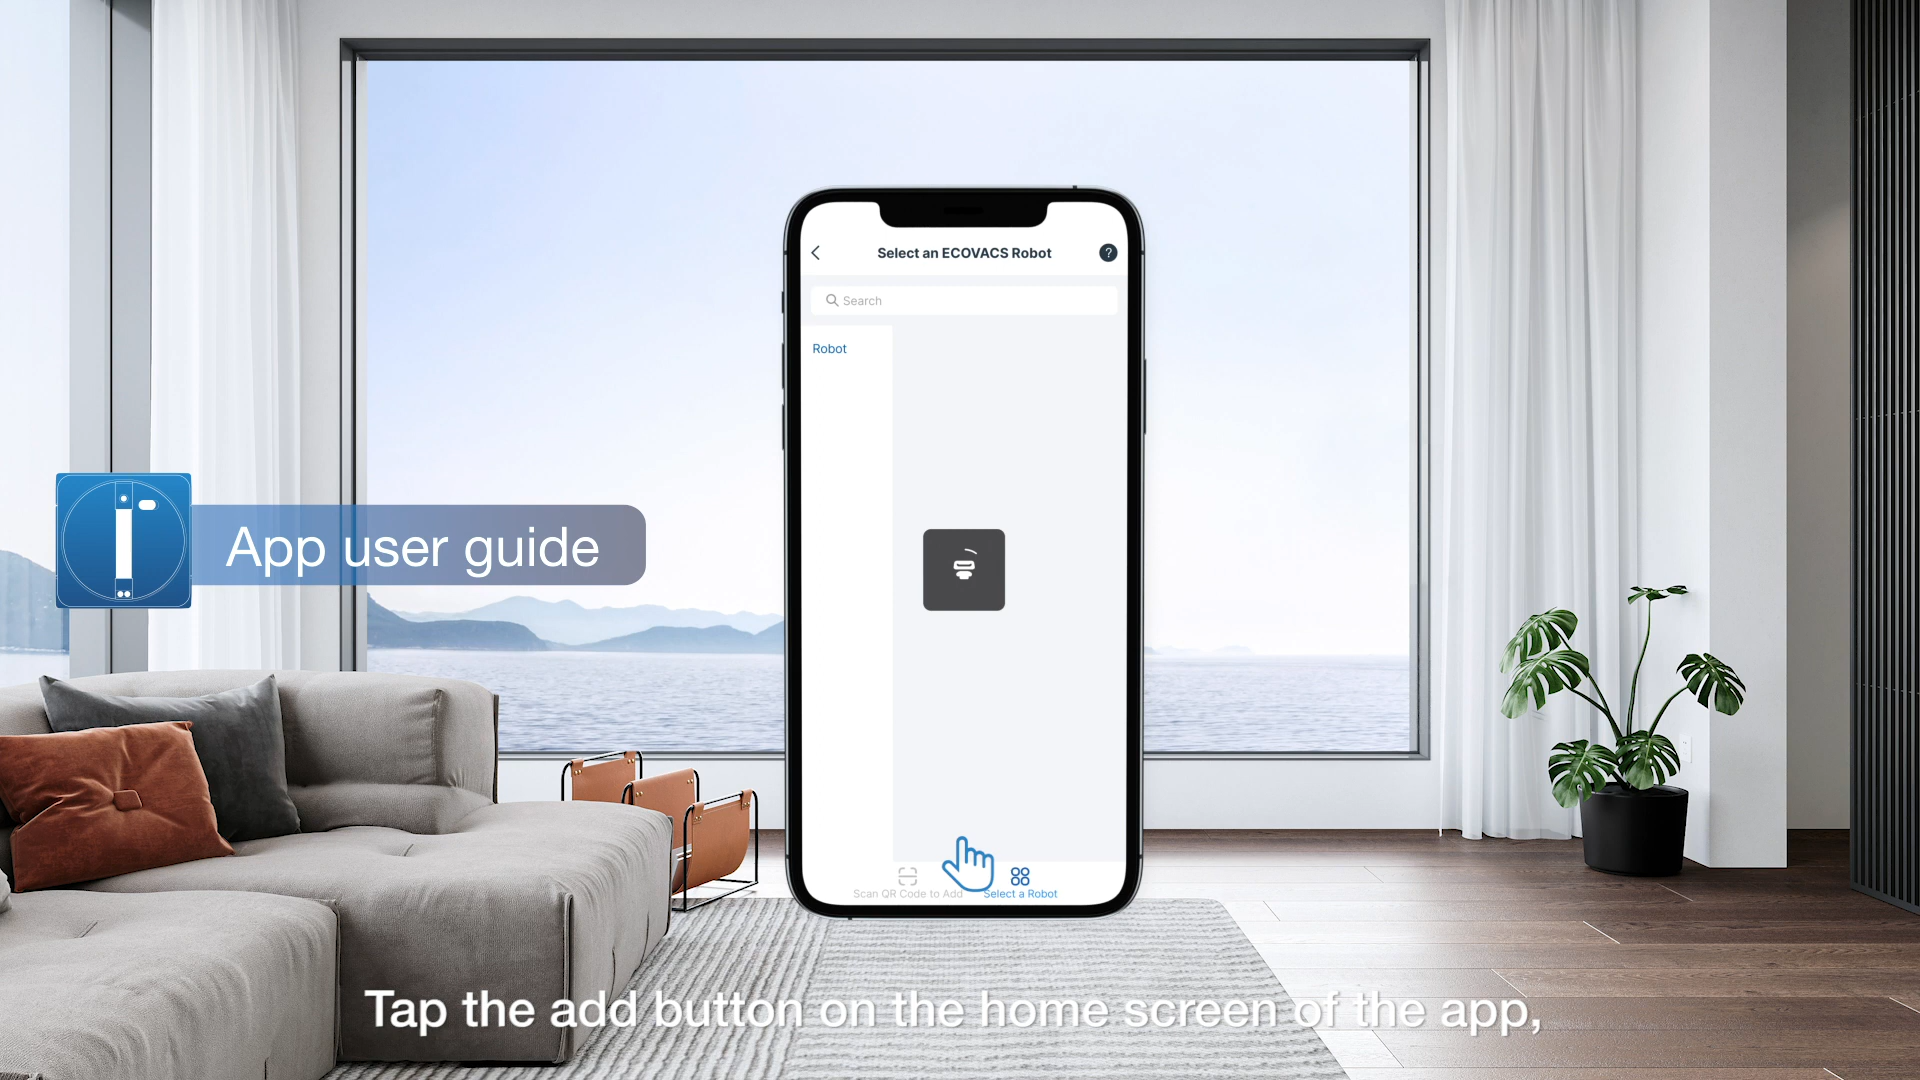 Select an ECOVACS Robot
?
Search
Robot
App user guide
Scan QR Code to Add
Select a Robot
Tap the add button on the home screen of the app,